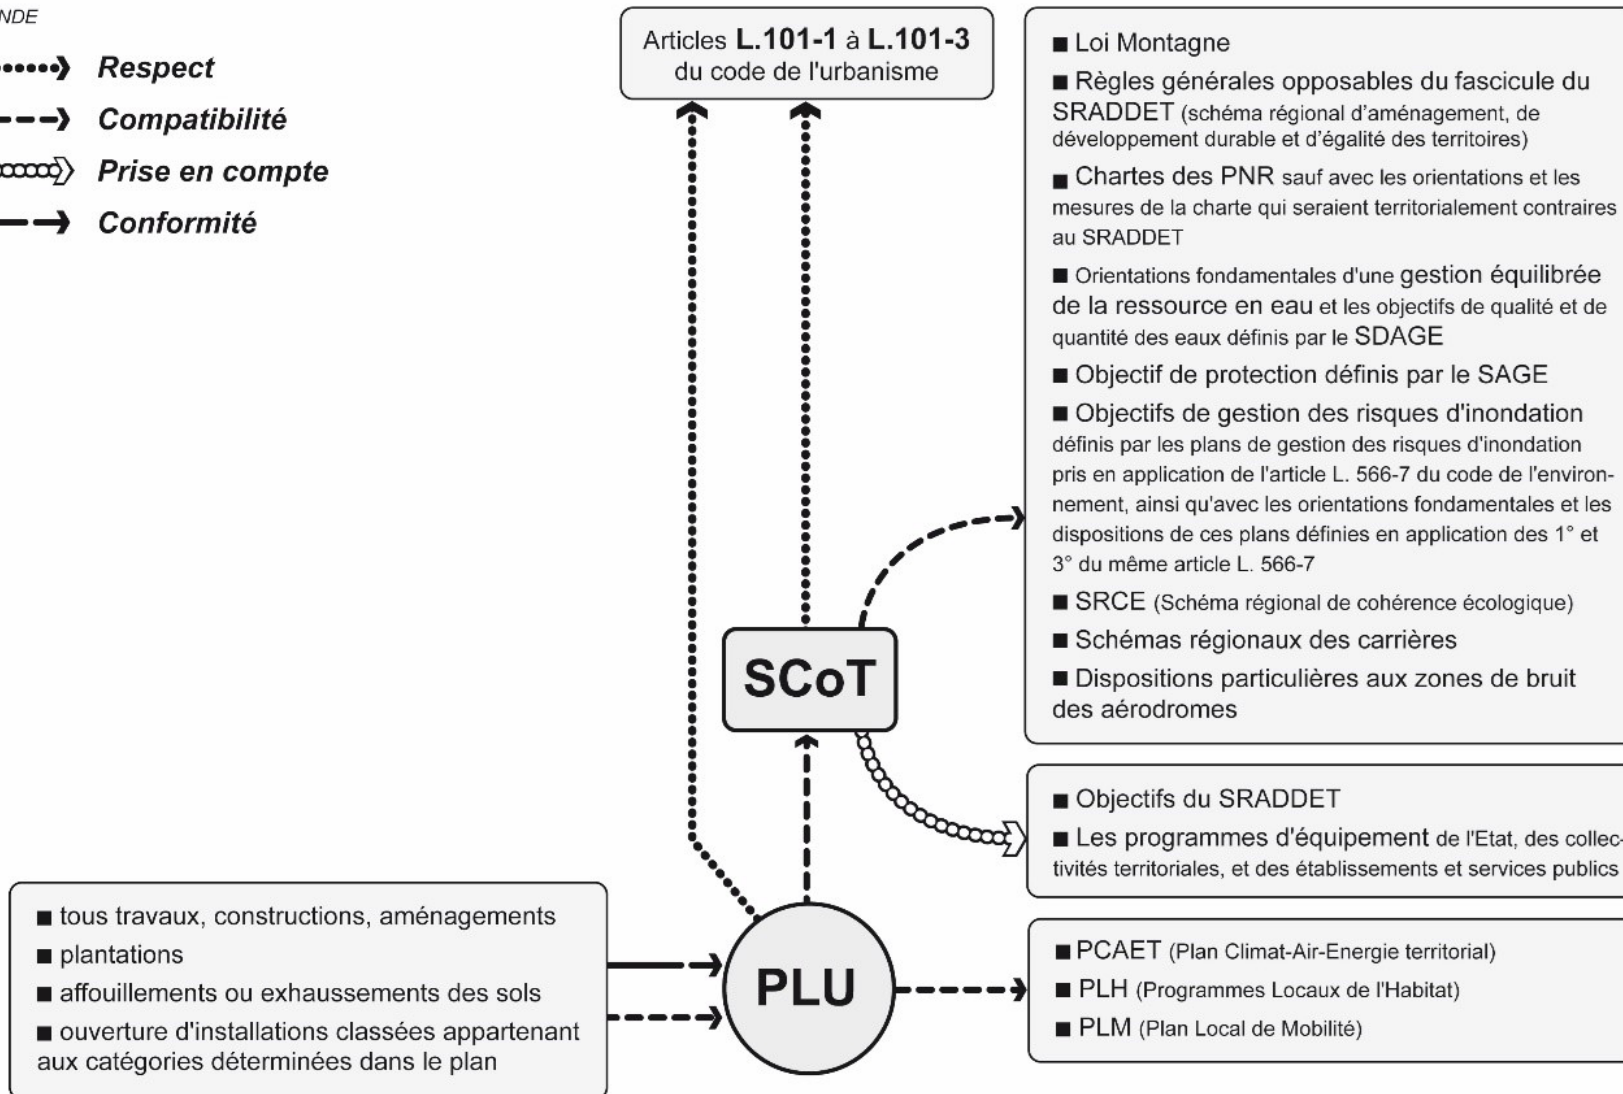 NDE
Respect
Compatibilité
Prise en compte
Conformité
Articles L.101-1 à L.101-3
du code de l'urbanisme
■ Loi Montagne
■ Règles générales opposables du fascicule du
SRADDET (schéma régional d'aménagement, de
développement durable et d'égalité des territoires)
■ Chartes des PNR sauf avec les orientations et les
mesures de la charte qui seraient territorialement contraires
au SRADDET
■ Orientations fondamentales d'une gestion équilibrée
de la ressource en eau et les objectifs de qualité et de
quantité des eaux définis par le SDAGE
■ Objectif de protection définis par le SAGE
■ Objectifs de gestion des risques d'inondation
définis par les plans de gestion des risques d'inondation
pris en application de l'article L. 566-7 du code de l'environ-
nement, ainsi qu'avec les orientations fondamentales et les
dispositions de ces plans définies en application des 1° et
3° du même article L. 566-7
■ SRCE (Schéma régional de cohérence écologique)
■ Schémas régionaux des carrières
■ Dispositions particulières aux zones de bruit
des aérodromes
SCoT
■ Objectifs du SRADDET
■ Les programmes d'équipement de l'Etat, des collec-
tivités territoriales, et des établissements et services publics
■ tous travaux, constructions, aménagements
■ plantations
■ affouillements ou exhaussements des sols
■ ouverture d'installations classées appartenant
aux catégories déterminées dans le plan
PLU
■ PCAET (Plan Climat-Air-Energie territorial)
■ PLH (Programmes Locaux de l'Habitat)
■ PLM (Plan Local de Mobilité)